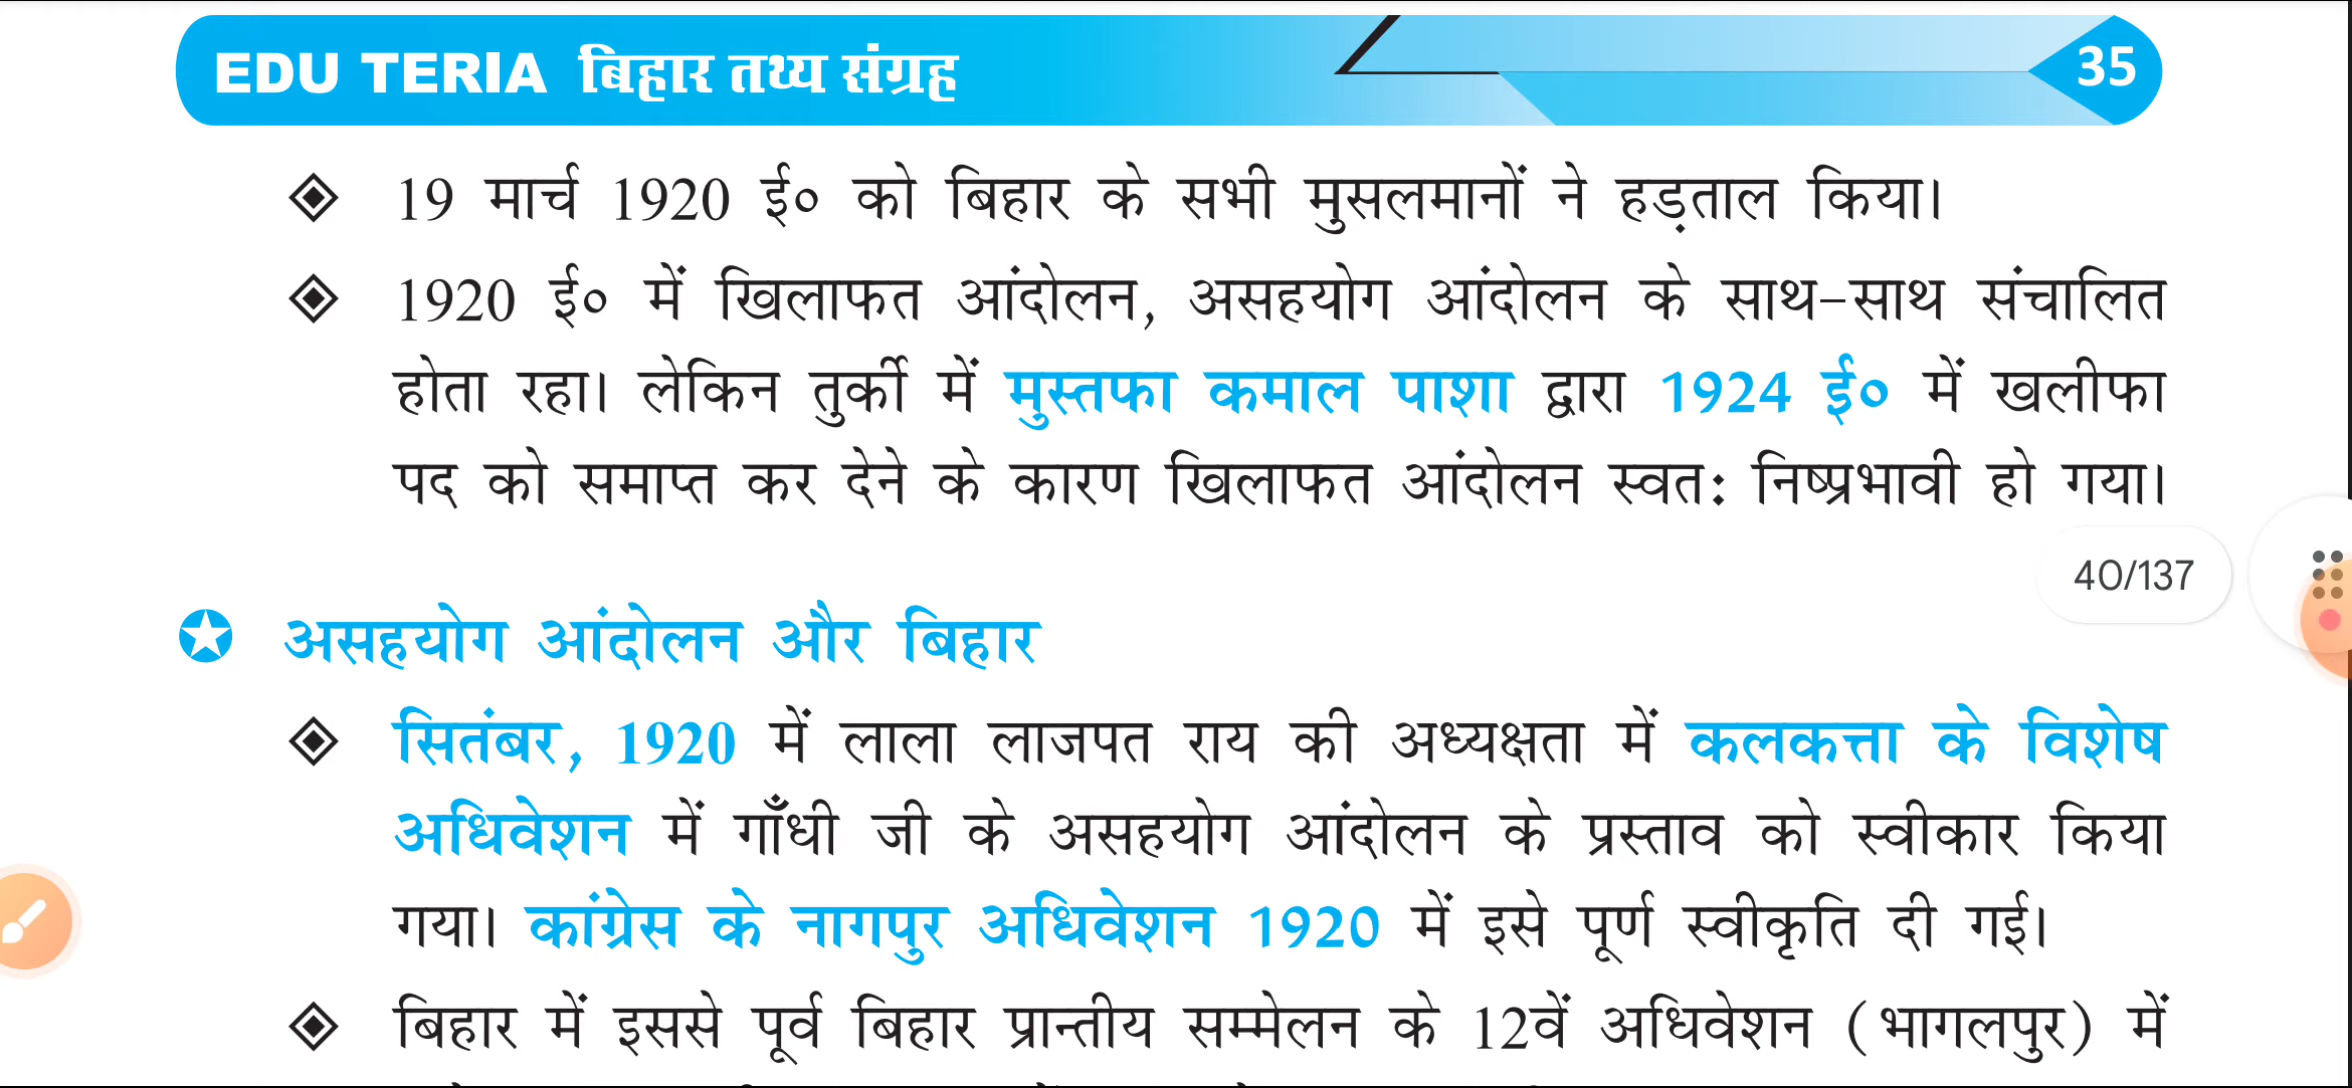 EDU TERIA बिहार तथ्य संग्रह 35
19 मार्च 1920 ई० को बिहार के सभी मुसलमानों ने हड़ताल किया।
1920 ई० में खिलाफत आंदोलन, असहयोग आंदोलन के साथ-साथ संचालित
होता रहा। लेकिन तुर्की में मुस्तफा कमाल पाशा द्वारा 1924 ई० में खलीफा
पद को समाप्त कर देने के कारण खिलाफत आंदोलन स्वतः निष्प्रभावी हो गया।
40/137
असहयोग आंदोलन और बिहार
सितंबर, 1920 में लाला लाजपत राय की अध्यक्षता में कलकत्ता के विशेष
अधिवेशन में गाँधी जी के असहयोग आंदोलन के प्रस्ताव को स्वीकार किया
गया। कांग्रेस के नागपुर अधिवेशन 1920 में इसे पूर्ण स्वीकृति दी गई।
बिहार में इससे पूर्व बिहार प्रान्तीय सम्मेलन के 12वें अधिवेशन (भागलपुर) में